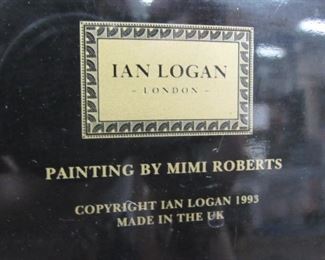 IAN LOGAN
– LONDON –
PAINTING BY MIMI ROBERTS
COPYRIGHT IAN LOGAN 1993
MADE IN THE UK